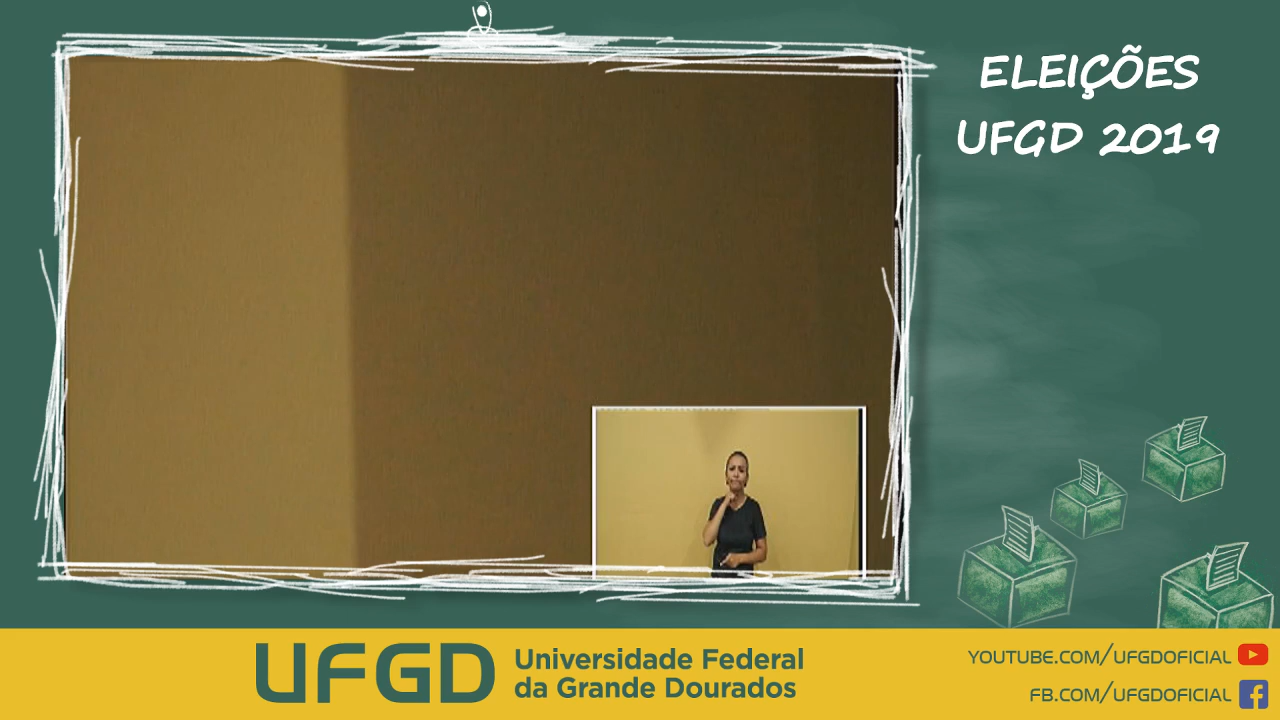 ELEIÇÕES
UFGD 2019
UFGD
Universidade Federal
da Grande Dourados
YOUTUBE.COM/UFGDOFICIAL
FB.COM/UFGDOFICIAL